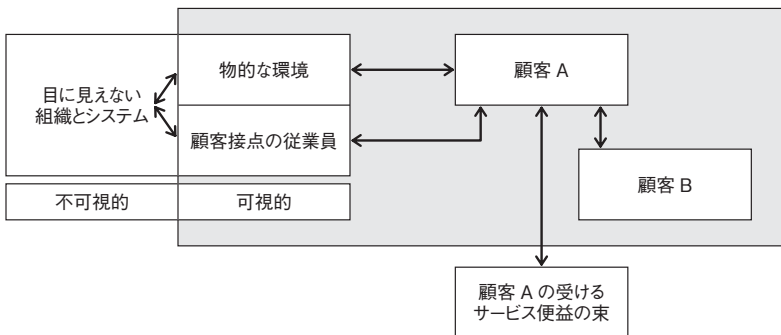 目に見えない
組織とシステム
物的な環境
顧客接点の従業員
顧客 A
顧客 B
不可視的
可視的
顧客 A の受ける
サービス便益の束